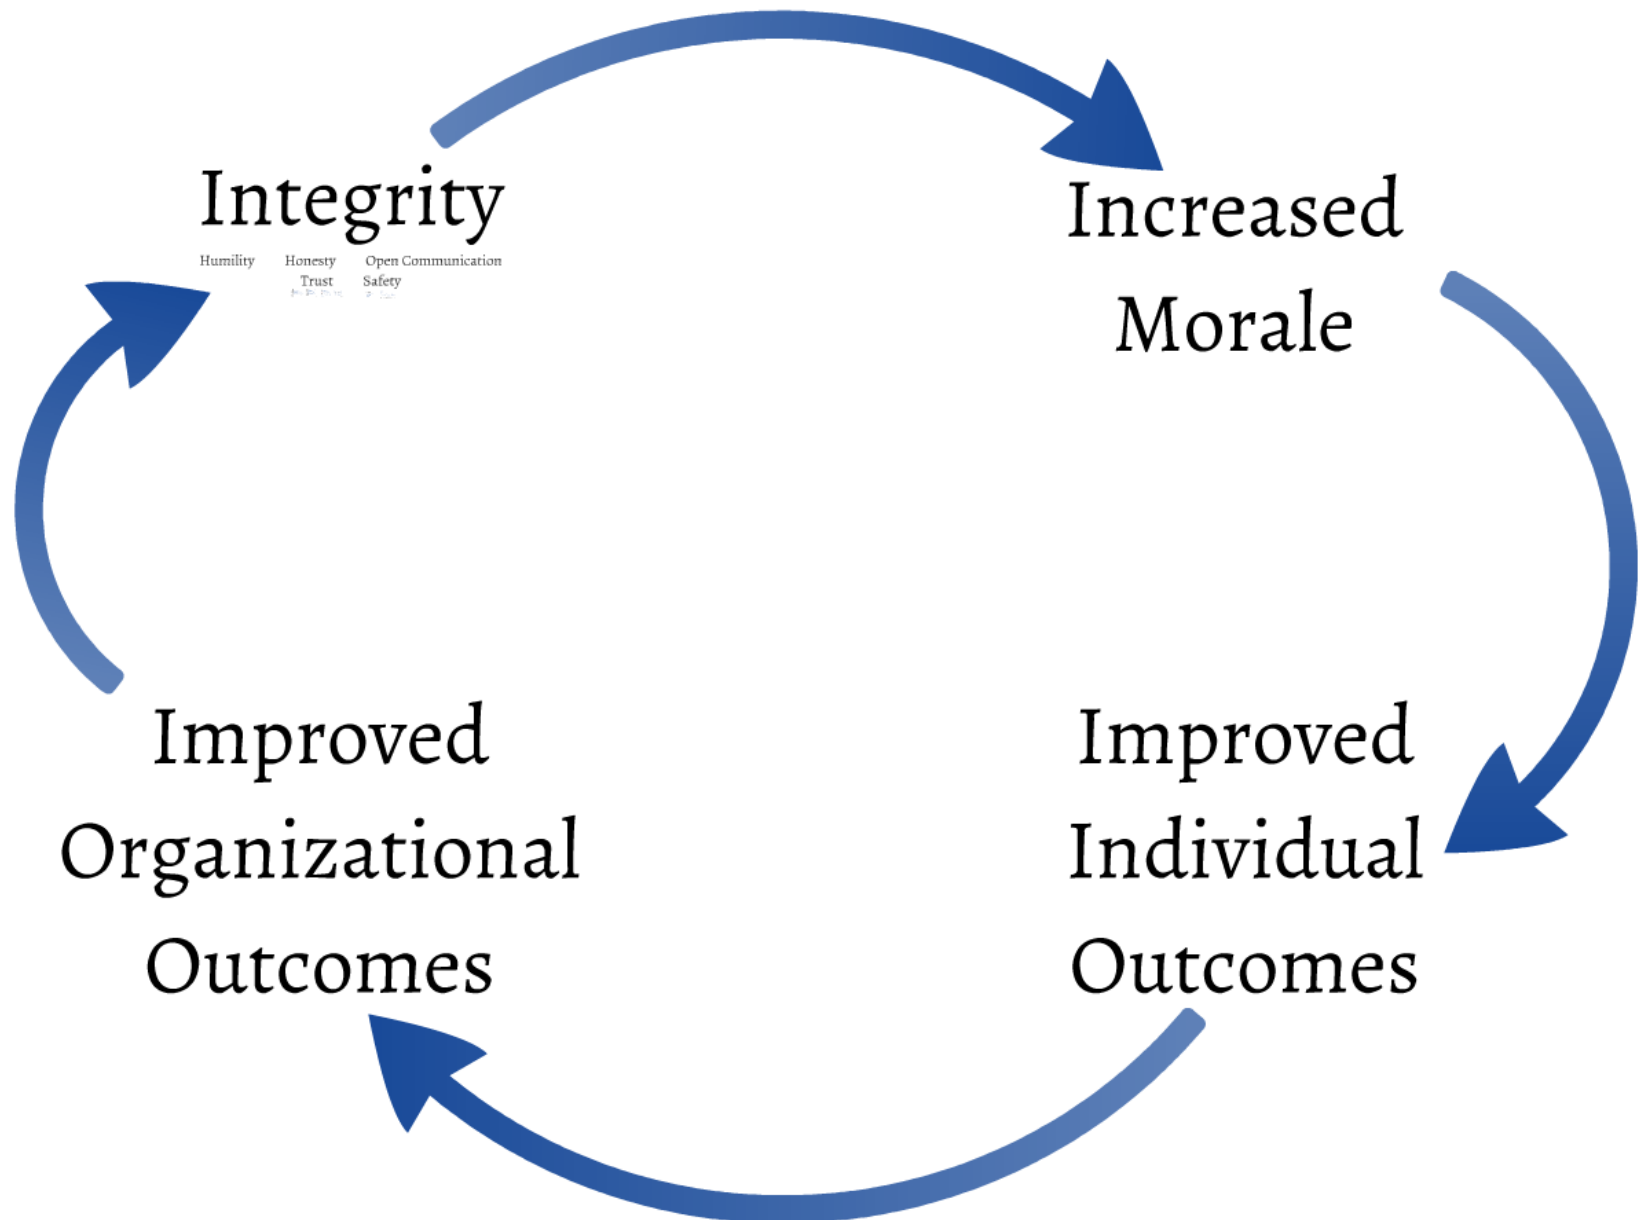 Integrity
Humility Honesty Open Communication
Trust Safety
Increased
Morale
Improved
Individual
Outcomes
Improved
Organizational
Outcomes